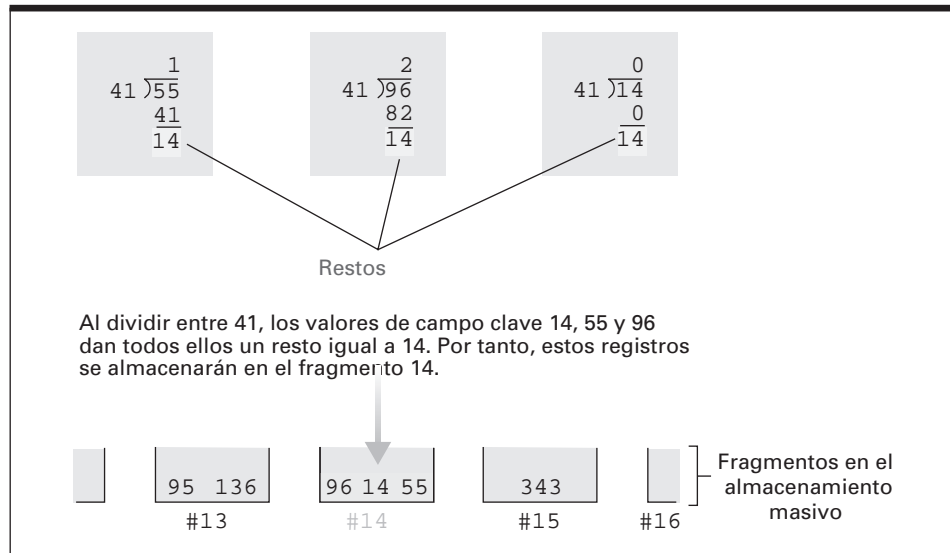 1
41 )55
41
14
2
41 )96
82
14
0
41 )14
0
14
Restos
Al dividir entre 41, los valores de campo clave 14, 55 y 96
dan todos ellos un resto igual a 14. Por tanto, estos registros
se almacenarán en el fragmento 14.
95 136
96 14 55
343
#13
#14
#15
#16
Fragmentos en el
almacenamiento
masivo